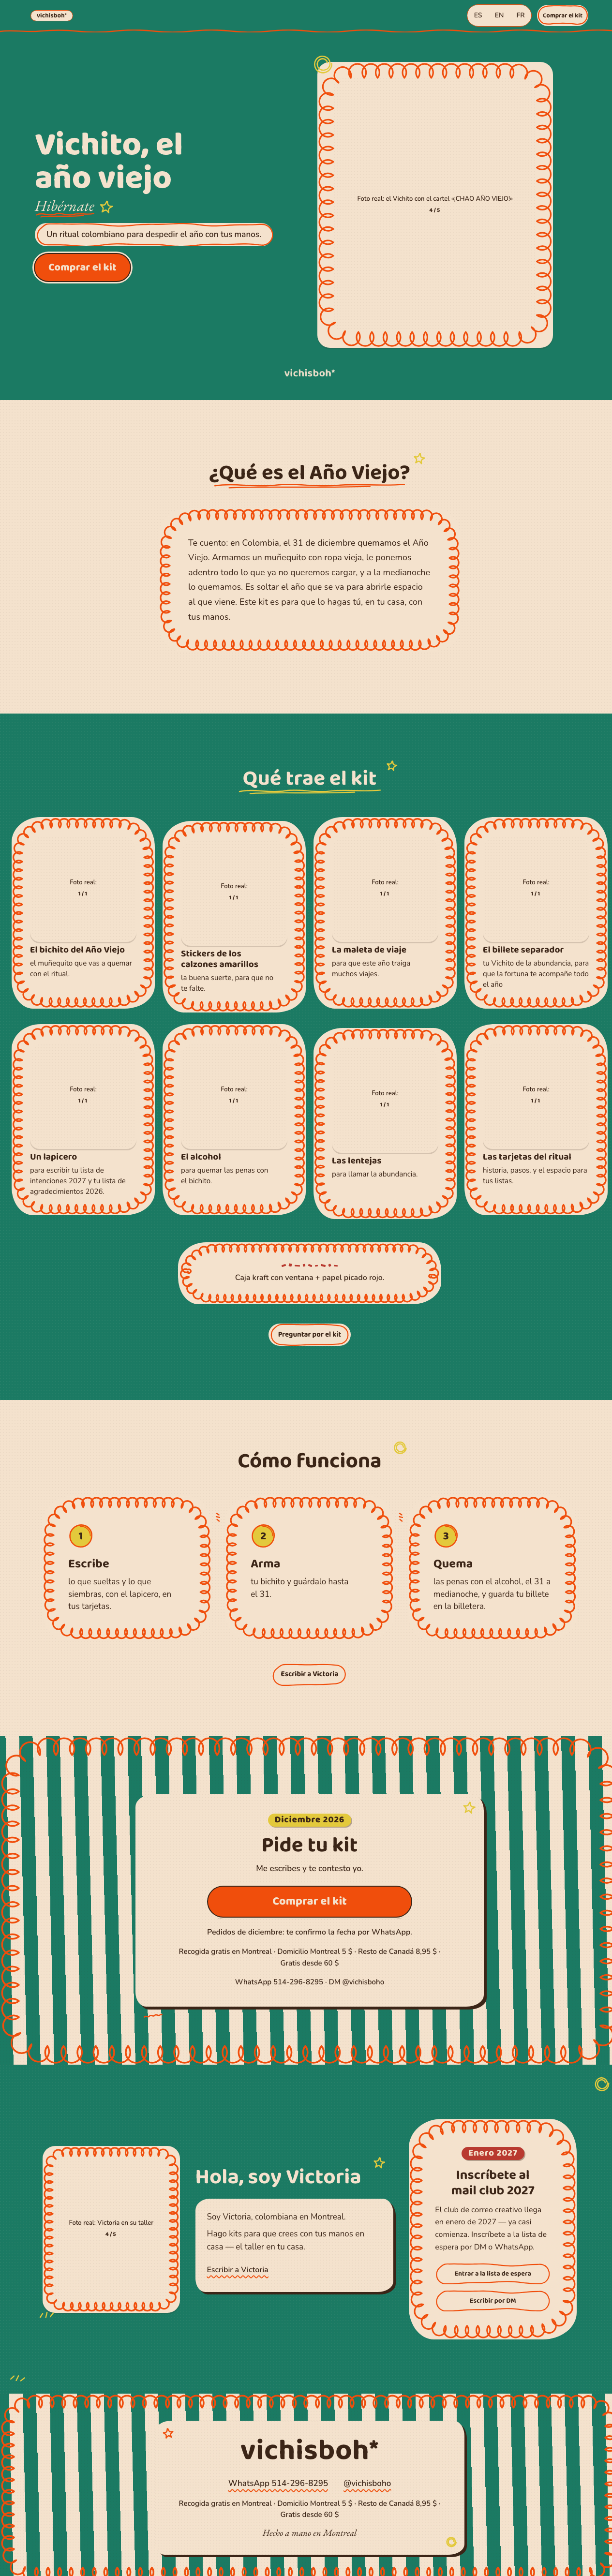 vichisboh*
ES EN FR
Comprar el kit
Vichito, el
año viejo
Hibérnate
Un ritual colombiano para despedir el año con tus manos.
Comprar el kit
Foto real: el Vichito con el cartel «¡CHAO AÑO VIEJO!»
4 / 5
vichisboh*
¿Qué es el Año Viejo?
Te cuento: en Colombia, el 31 de diciembre quemamos el Año
Viejo. Armamos un muñequito con ropa vieja, le ponemos
adentro todo lo que ya no queremos cargar, y a la medianoche
lo quemamos. Es soltar el año que se va para abrirle espacio
al que viene. Este kit es para que lo hagas tú, en tu casa, con
tus manos.
Qué trae el kit
Foto real:
1 / 1
El bichito del Año Viejo
el muñequito que vas a quemar
con el ritual.
Foto real:
1 / 1
Stickers de los
calzones amarillos
la buena suerte, para que no
te falte.
Foto real:
1 / 1
La maleta de viaje
para que este año traiga
muchos viajes.
Foto real:
1 / 1
El billete separador
tu Vichito de la abundancia, para
que la fortuna te acompañe todo
el año
Foto real:
1 / 1
Un lapicero
para escribir tu lista de
intenciones 2027 y tu lista de
agradecimientos 2026.
Foto real:
1 / 1
El alcohol
para quemar las penas con
el bichito.
Foto real:
1 / 1
Las lentejas
para llamar la abundancia.
Foto real:
1 / 1
Las tarjetas del ritual
historia, pasos, y el espacio para
tus listas.
Caja kraft con ventana + papel picado rojo.
Preguntar por el kit
Cómo funciona
1
Escribe
lo que sueltas y lo que
siembras, con el lapicero, en
tus tarjetas.
2
Arma
tu bichito y guárdalo hasta
el 31.
3
Quema
las penas con el alcohol, el 31 a
medianoche, y guarda tu billete
en la billetera.
Escribir a Victoria
Diciembre 2026
Pide tu kit
Me escribes y te contesto yo.
Comprar el kit
Pedidos de diciembre: te confirmo la fecha por WhatsApp.
Recogida gratis en Montreal · Domicilio Montreal 5 $ · Resto de Canadá 8,95 $ ·
Gratis desde 60 $
WhatsApp 514-296-8295 · DM @vichisboho
Foto real: Victoria en su taller
4 / 5
Hola, soy Victoria
Soy Victoria, colombiana en Montreal.
Hago kits para que crees con tus manos en
casa — el taller en tu casa.
Escribir a Victoria
Enero 2027
Inscríbete al
mail club 2027
El club de correo creativo llega
en enero de 2027 — ya casi
comienza. Inscríbete a la lista de
espera por DM o WhatsApp.
Entrar a la lista de espera
Escribir por DM
vichisboh*
WhatsApp 514-296-8295 @vichisboho
Recogida gratis en Montreal · Domicilio Montreal 5 $ · Resto de Canadá 8,95 $ ·
Gratis desde 60 $
Hecho a mano en Montreal